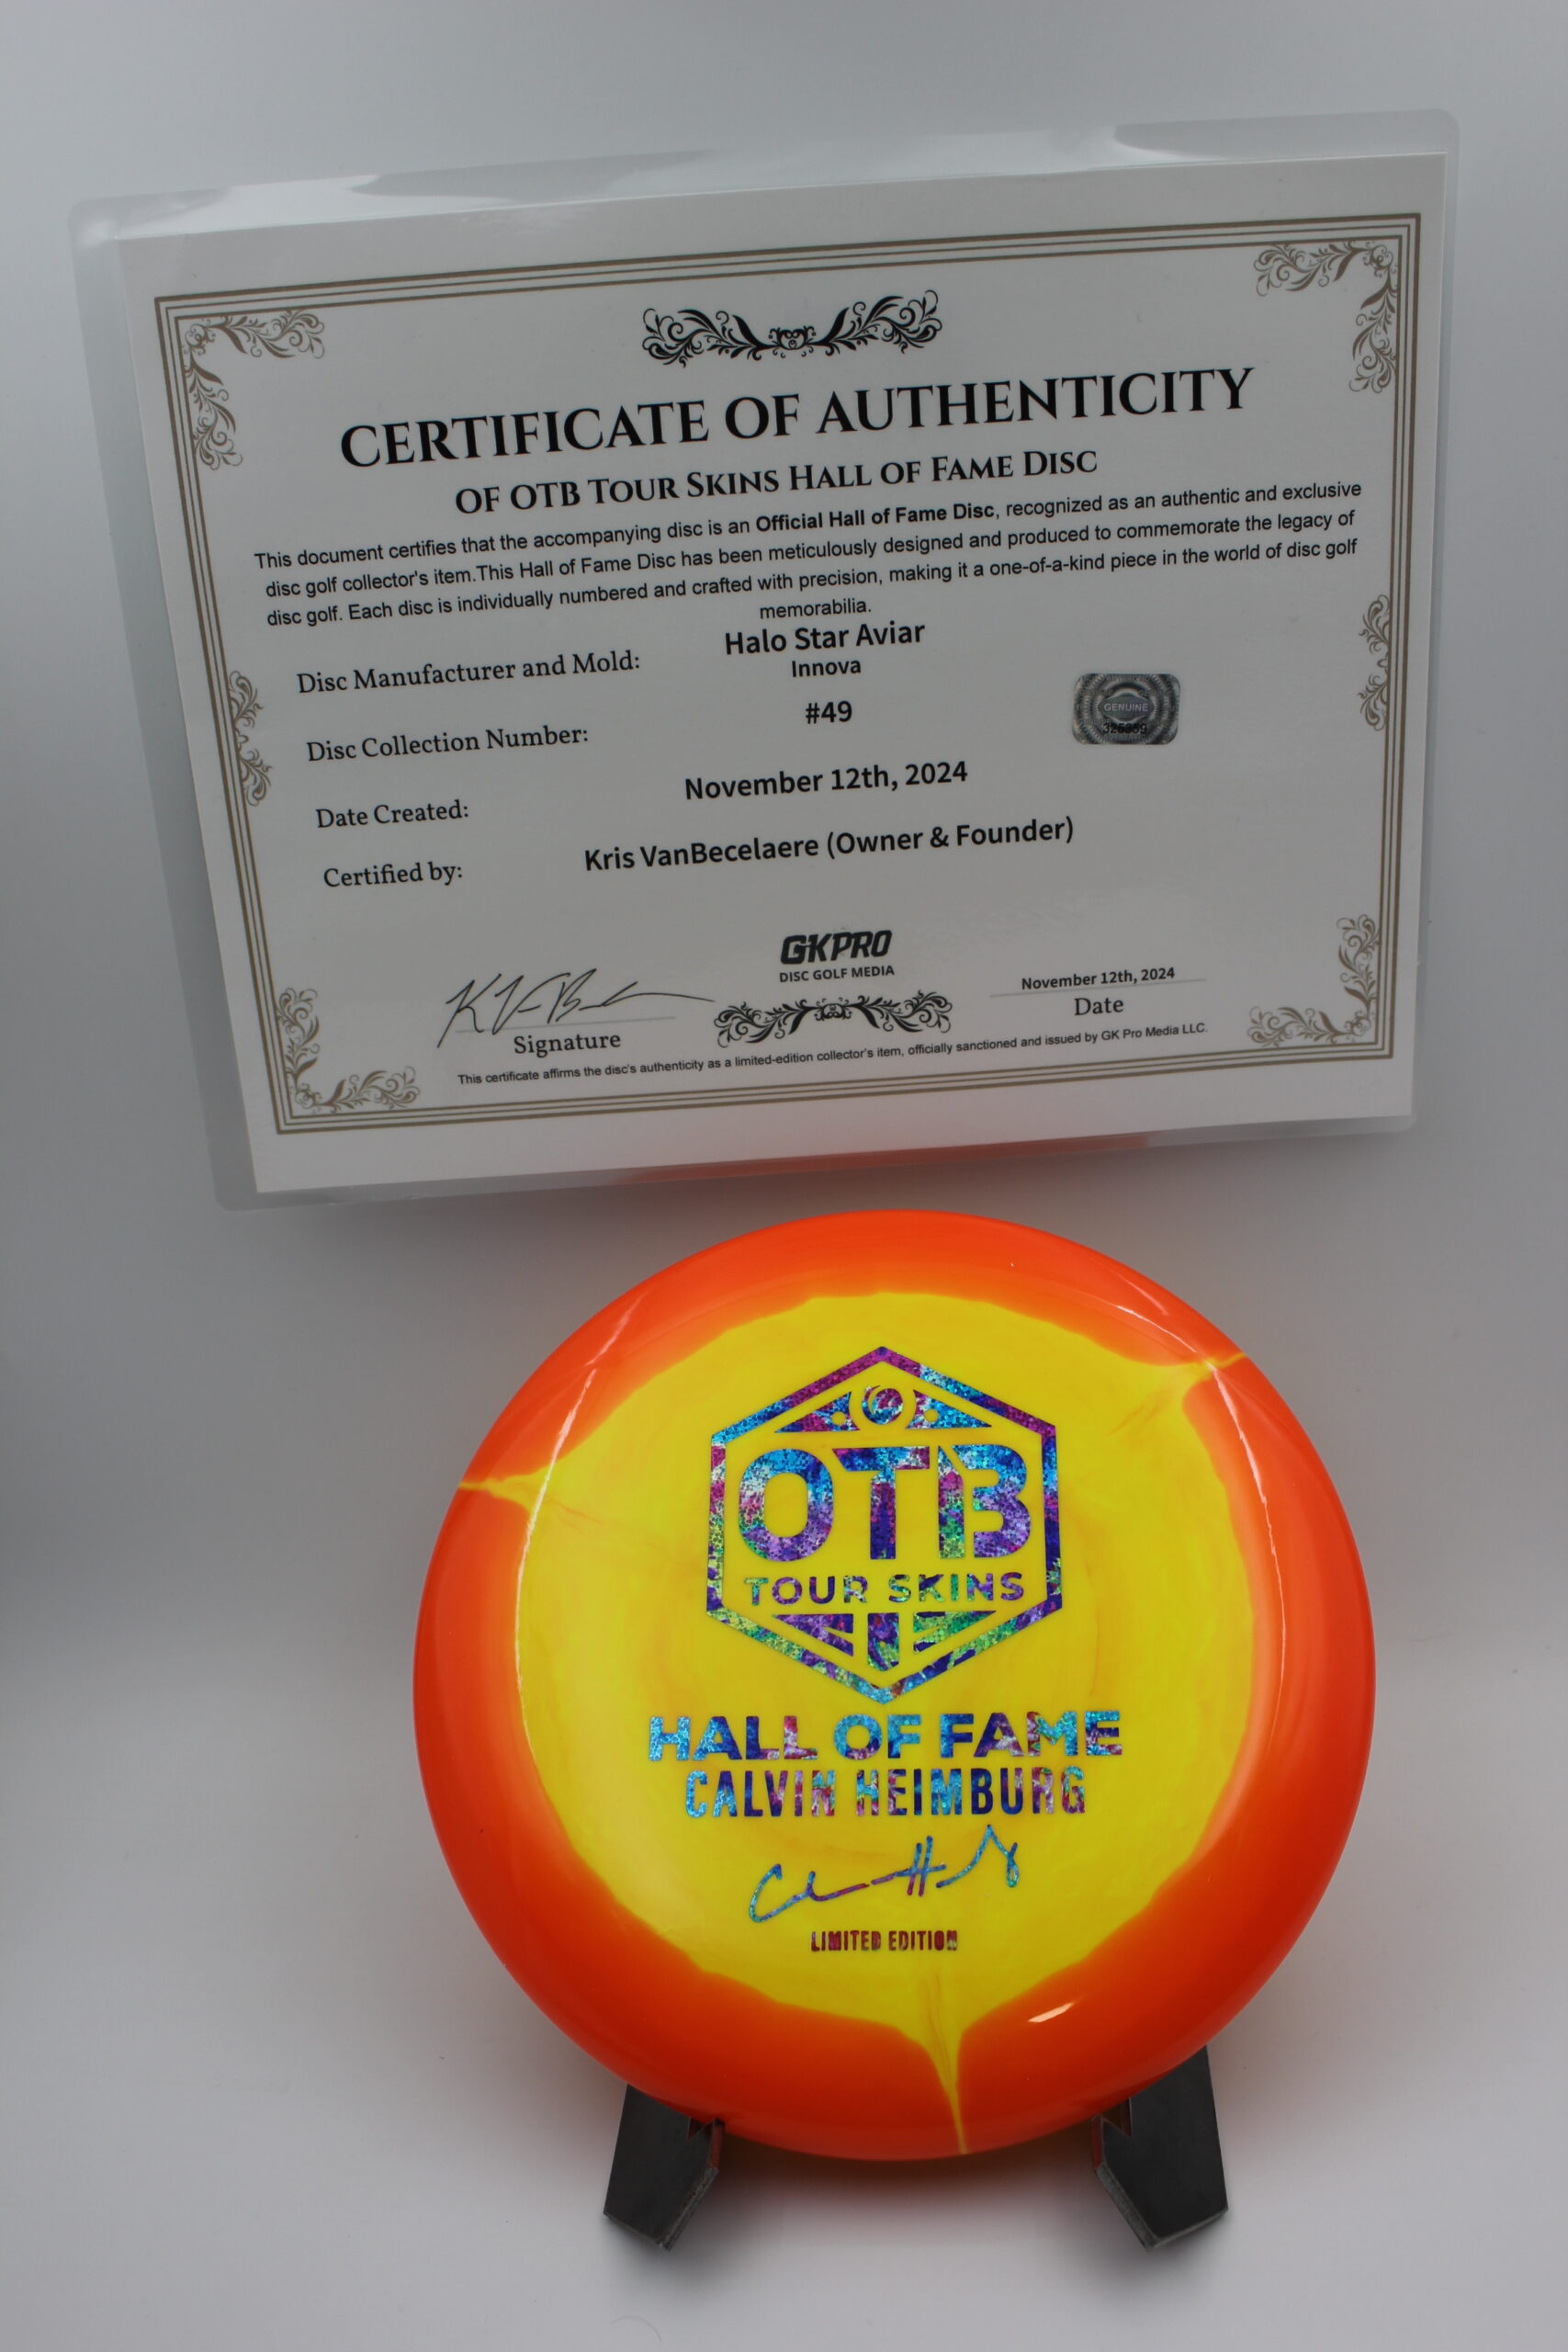 CERTIFICATE OF AUTHENTICITY
OF OTB TOUR SKINS HALL OF FAME DISC
This document certifies that the accompanying disc is an Official Hall of Fame Disc, recognized as an authentic and exclusive
disc golf collector's item.This Hall of Fame Disc has been meticulously designed and produced to commemorate the legacy of
disc golf. Each disc is individually numbered and crafted with precision, making it a one-of-a-kind piece in the world of disc golf
memorabilia.
Disc Manufacturer and Mold: Halo Star Aviar
Innova
Disc Collection Number: #49
GENUINE
Date Created: November 12th, 2024
Certified by: Kris VanBecelaere (Owner & Founder)
GKPRO
DISC GOLF MEDIA
Signature
November 12th, 2024
Date
This certificate affirms the disc's authenticity as a limited-edition collector's item, officially sanctioned and issued by GK Pro Media LLC.
OTB
TOUR SKINS
HALL OF FAME
CALVIN HEIMBURG
LIMITED EDITION